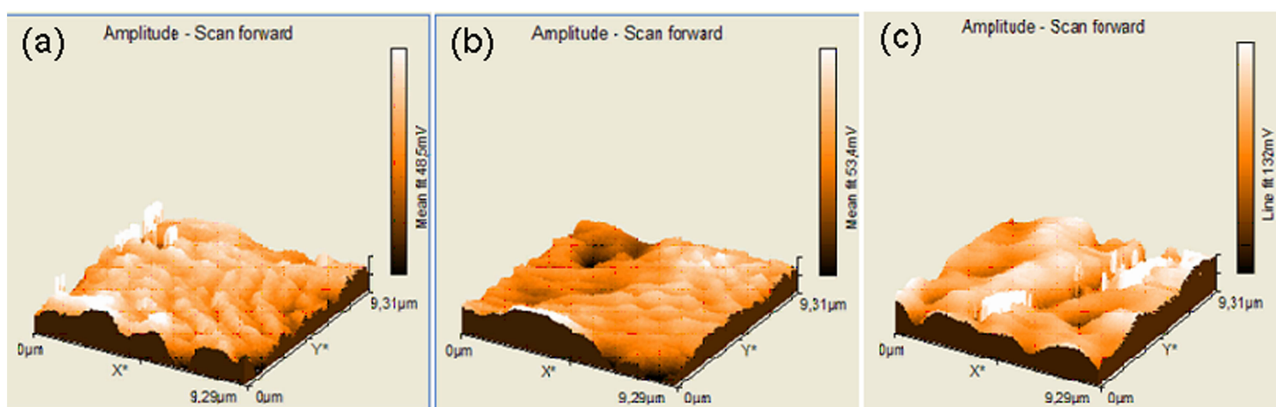 (a)
Amplitude - Scan forward
Mean fit 48,5mV
9,31µm
Y*
0µm
X*
9,29µm
0µm
(b)
Amplitude - Scan forward
Mean fit 53,4mV
9,31µm
Y*
0µm
X*
9,29µm
0µm
(c)
Amplitude - Scan forward
Line fit 132mV
9,31µm
Y*
0µm
X*
9,29µm
0µm